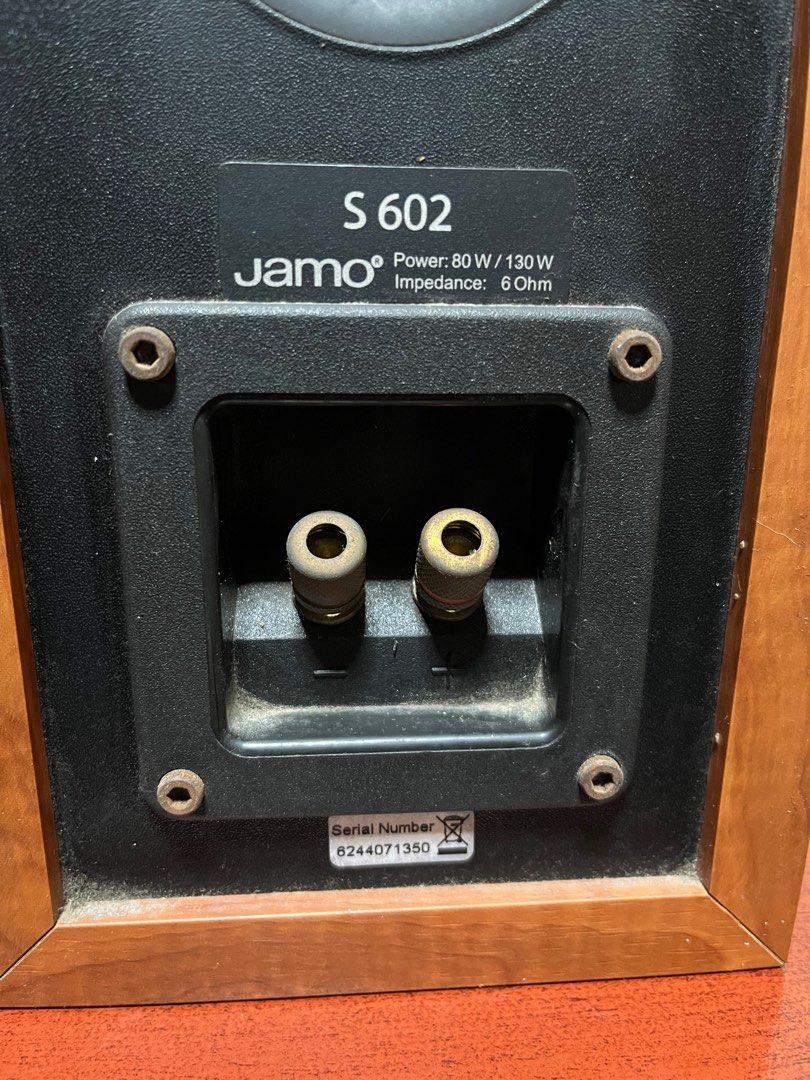 S 602
Jamo® Power: 80 W / 130 W
Impedance: 6 Ohm
− +
Serial Number
6244071350